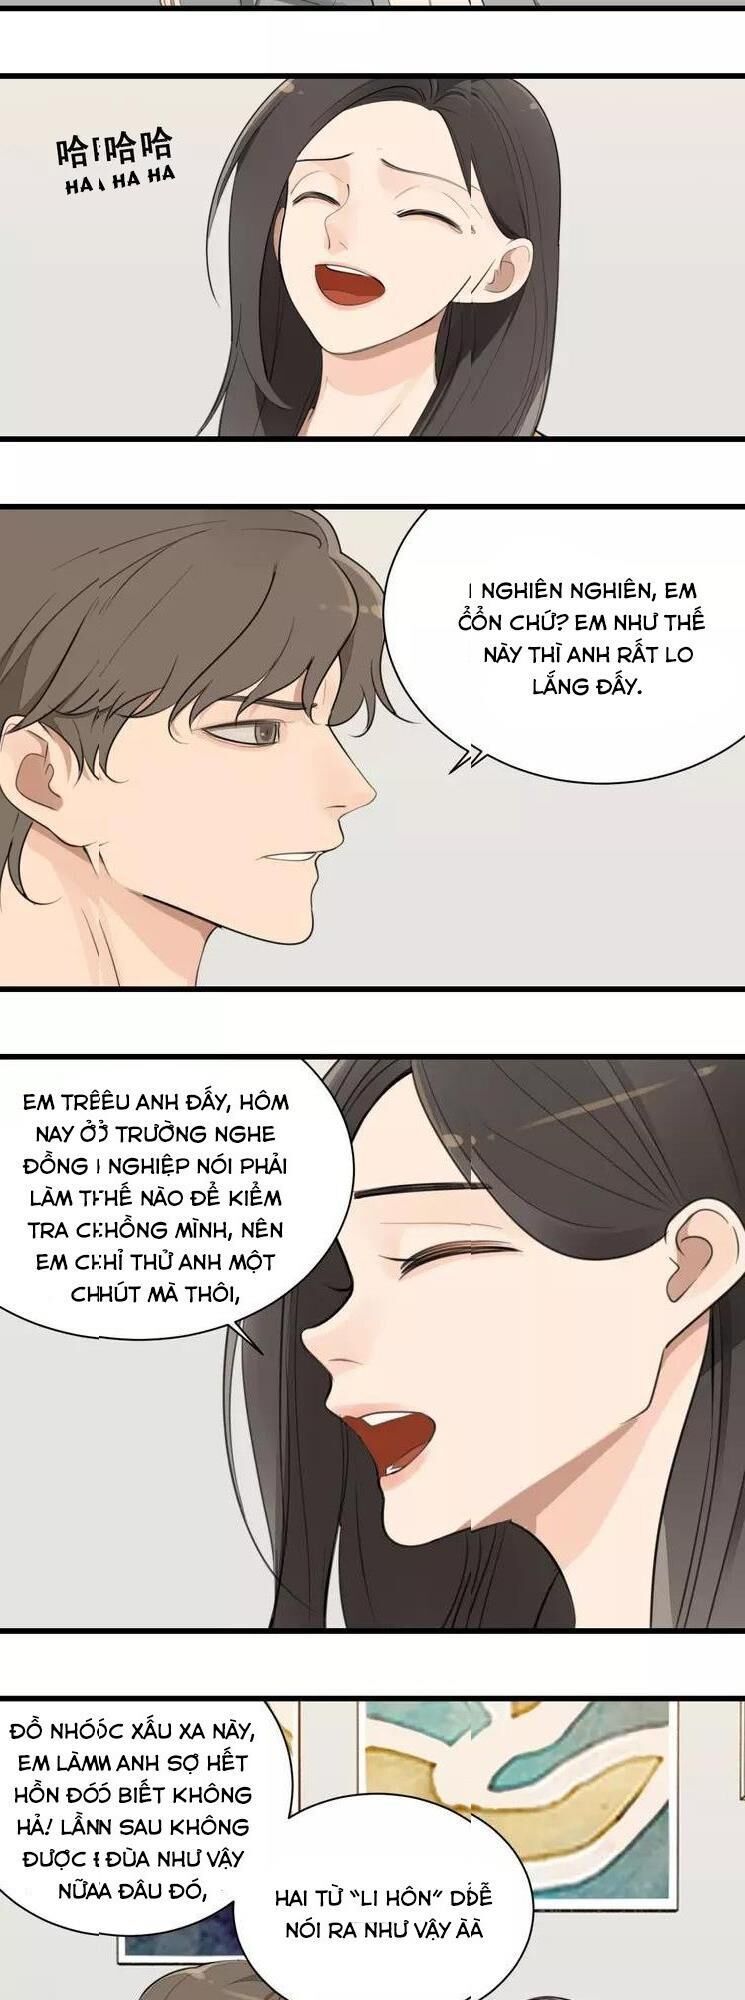 哈哈哈
HA HA HA
NGHIÊN NGHIÊN, EM
ỔN CHỨ? EM NHƯ THẾ
NÀY THÌ ANH RẤT LO
LẮNG ĐẤY.
EM TRÊU ANH ĐẤY, HÔM
NAY Ở TRƯỜNG NGHE
ĐỒNG NGHIỆP NÓI PHẢI
LÀM THẾ NÀO ĐỂ KIỂM
TRA CHỒNG MÌNH, NÊN
EM CHỈ THỬ ANH MỘT
CHÚT MÀ THÔI,
ĐỒ NHÓC XẤU XA NÀY,
EM LÀM ANH SỢ HẾT
HỒN ĐÓ BIẾT KHÔNG
HẢ! LẦN SAU KHÔNG
ĐƯỢC ĐÙA NHƯ VẬY
NỮA ĐÂU ĐÓ,
HAI TỪ "LI HÔN" DỄ
NÓI RA NHƯ VẬY À